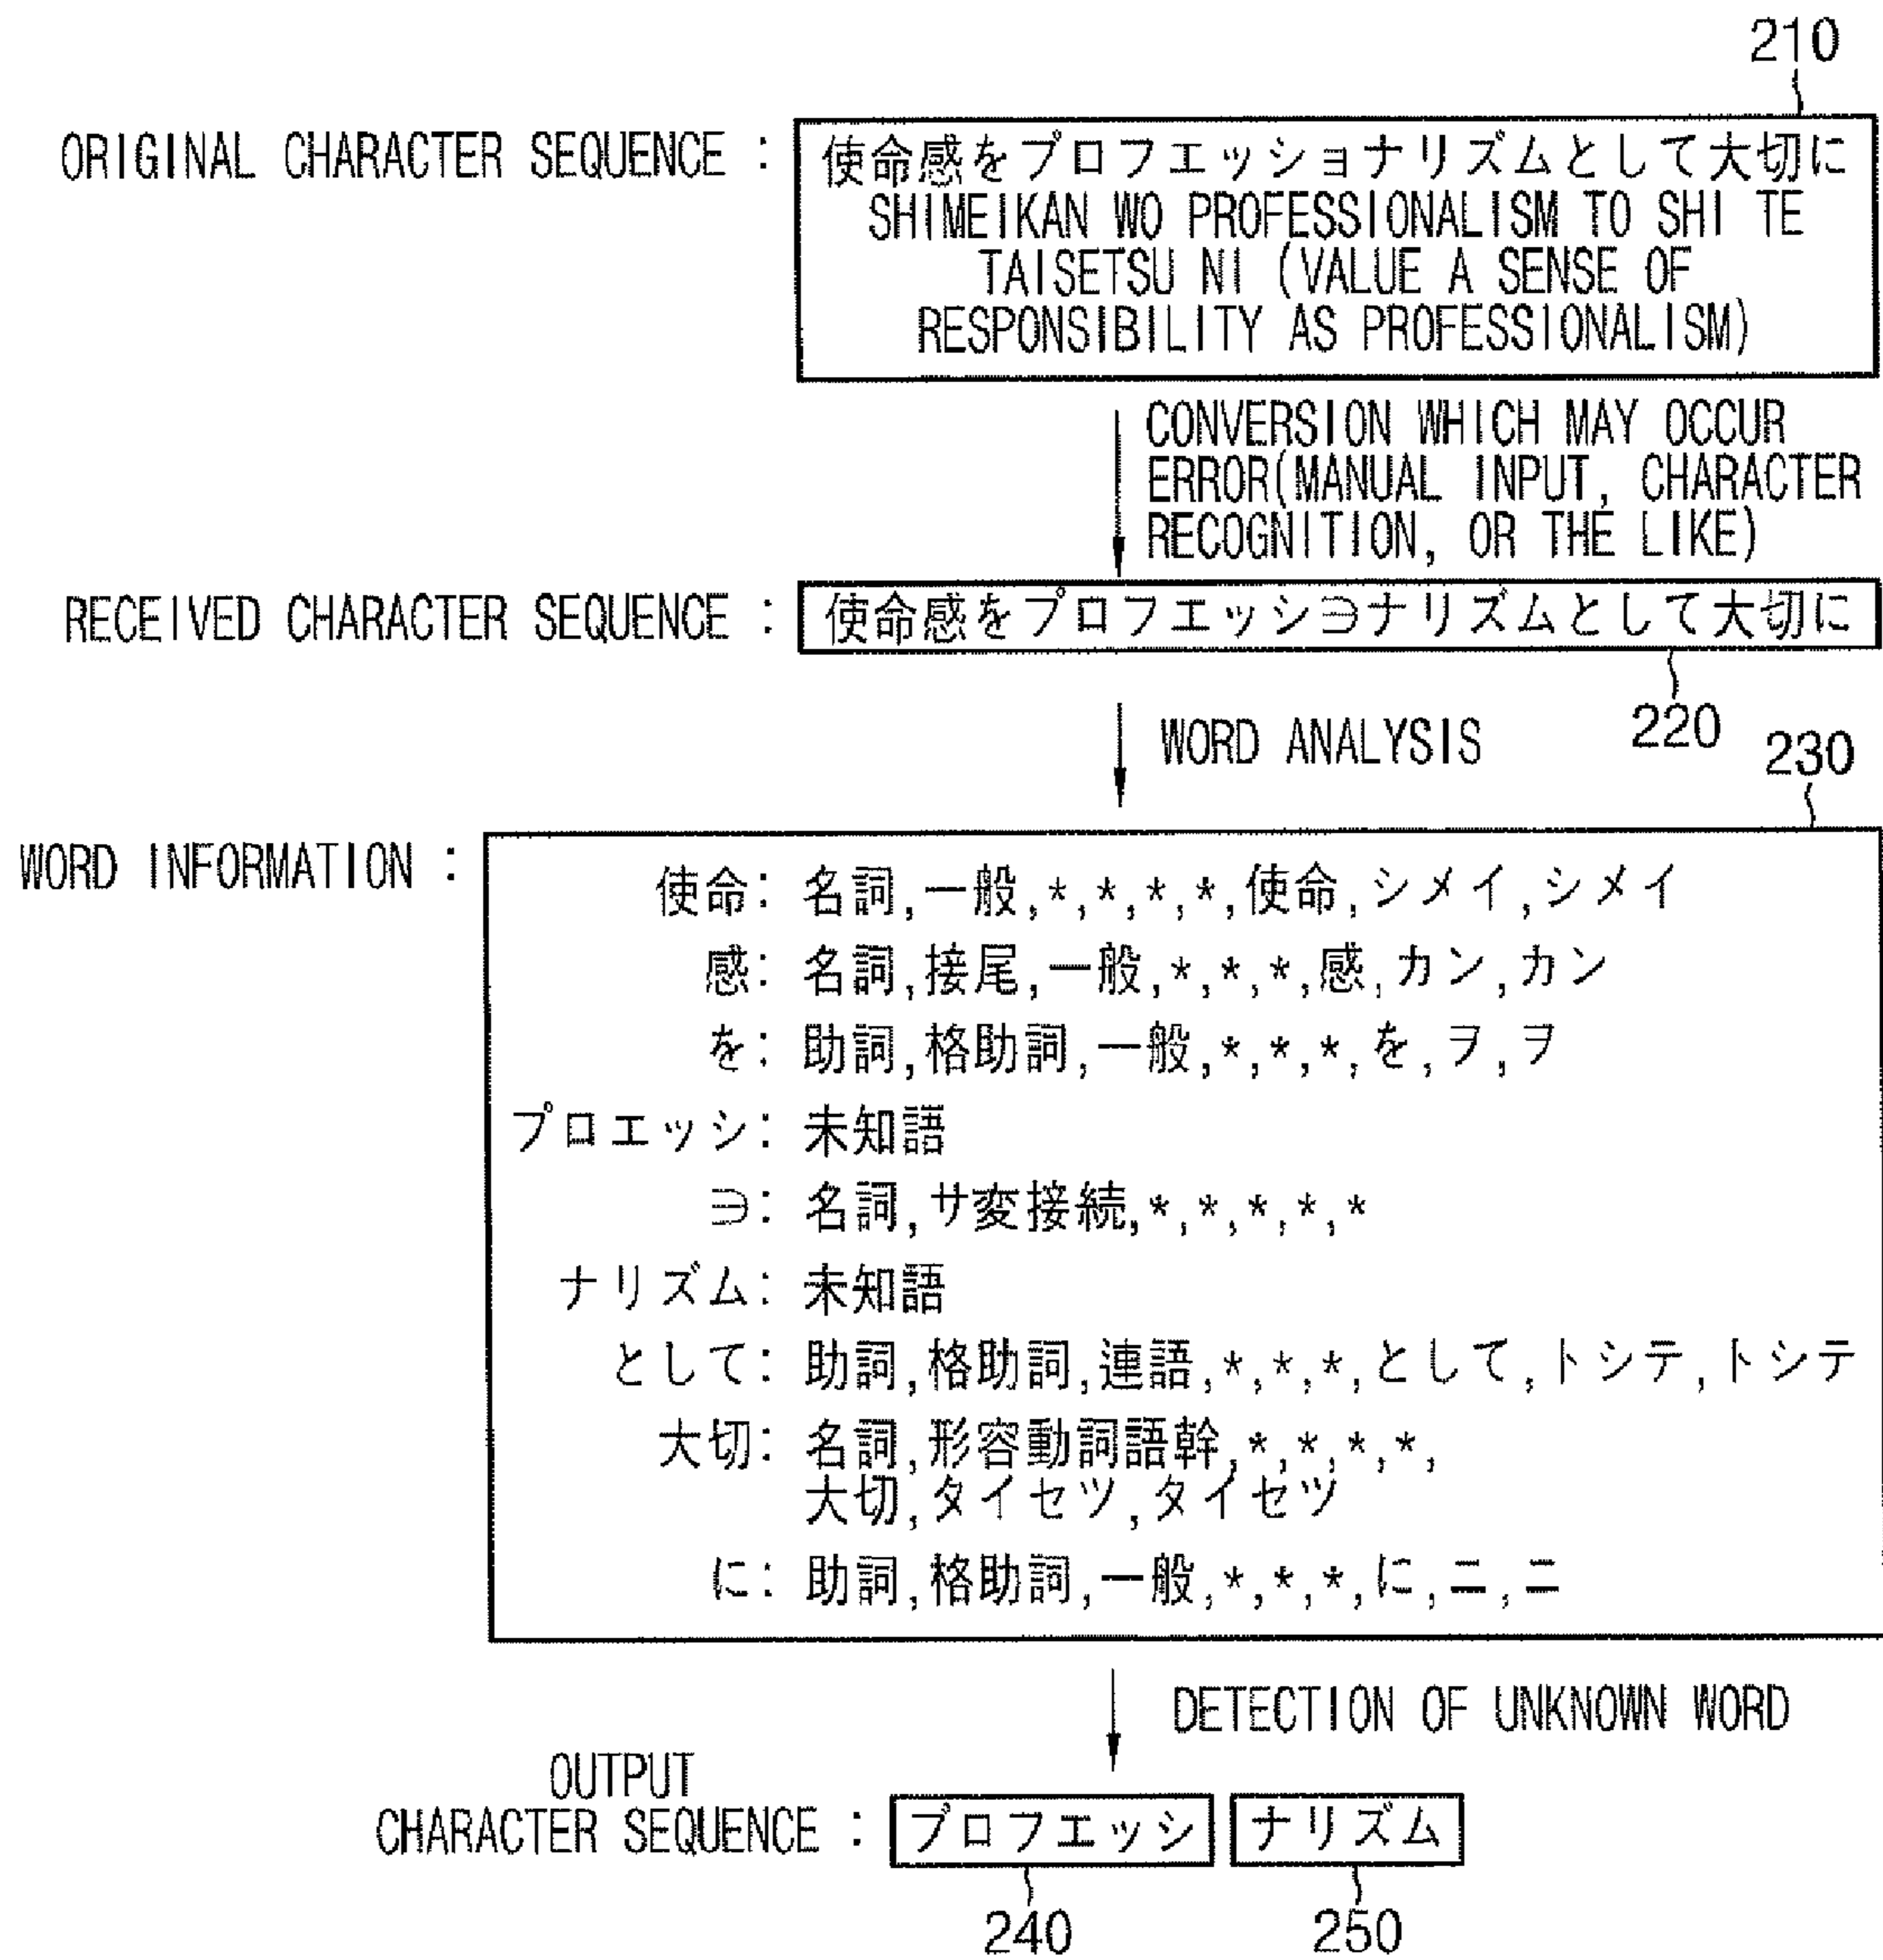 210
ORIGINAL CHARACTER SEQUENCE : 使命感をプロフエッショナリズムとして大切に
SHIMEIKAN WO PROFESSIONALISM TO SHI TE
TAISETSU NI (VALUE A SENSE OF
RESPONSIBILITY AS PROFESSIONALISM)
CONVERSION WHICH MAY OCCUR
ERROR(MANUAL INPUT, CHARACTER
RECOGNITION, OR THE LIKE)
RECEIVED CHARACTER SEQUENCE : 使命感をプロフエッシ∋ナリズムとして大切に
220
WORD ANALYSIS
230
WORD INFORMATION :
使命: 名詞,一般,*,*,*,*,使命,シメイ,シメイ
感: 名詞,接尾,一般,*,*,*,感,カン,カン
を: 助詞,格助詞,一般,*,*,*,を,ヲ,ヲ
プロエッシ: 未知語
∋: 名詞,サ変接続,*,*,*,*,*
ナリズム: 未知語
として: 助詞,格助詞,連語,*,*,*,として,トシテ,トシテ
大切: 名詞,形容動詞語幹,*,*,*,*,
大切,タイセツ,タイセツ
に: 助詞,格助詞,一般,*,*,*,に,ニ,ニ
DETECTION OF UNKNOWN WORD
OUTPUT
CHARACTER SEQUENCE : プロフエッシ ナリズム
240 250